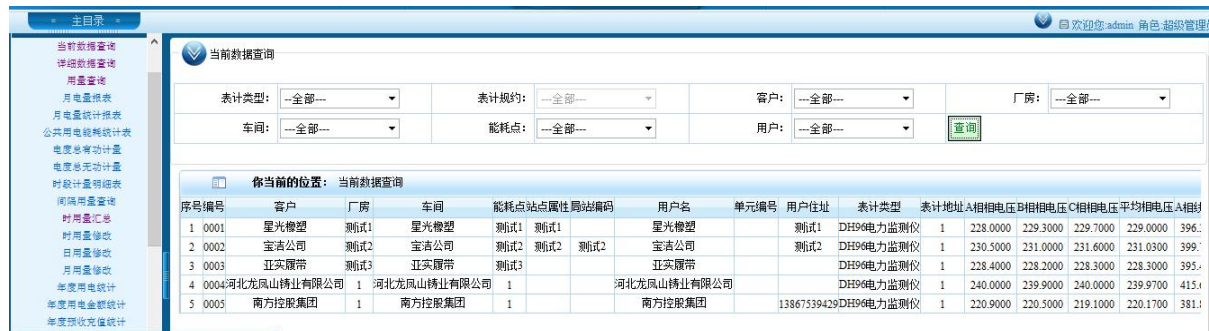 主目录
欢迎您:admin 角色:超级管理
当前数据查询
详细数据查询
用量查询
月电量报表
月电量统计报表
公共用电能耗统计表
电度总有功计量
电度总无功计量
时段计量明细表
间隔用量查询
时用量汇总
时用量修改
日用量修改
月用量修改
年度用电统计
年度用电金额统计
年度预收充值统计
当前数据查询
表计类型: --全部--- 表计规约: ---全部--- 客户: ---全部--- 厂房: ---全部---
车间: ---全部--- 能耗点: ---全部--- 用户: ---全部--- 查询
你当前的位置: 当前数据查询
序号 编号 客户 厂房 车间 能耗点 站点属性 局站编码 用户名 单元编号 用户住址 表计类型 表计地址 A相相电压 B相相电压 C相相电压 平均相电压 A相线
1 0001 星光橡塑 测试1 星光橡塑 测试1 测试1 星光橡塑 测试1 DH96电力监测仪 1 228.0000 229.3000 229.7000 229.0000 396.
2 0002 宝洁公司 测试2 宝洁公司 测试2 测试2 测试2 宝洁公司 测试2 DH96电力监测仪 1 230.5000 231.0000 231.6000 231.0300 399.
3 0003 亚实履带 测试3 亚实履带 测试3 亚实履带 DH96电力监测仪 1 228.4000 228.2000 228.3000 228.3000 395.
4 0004 河北龙凤山铸业有限公司 1 河北龙凤山铸业有限公司 1 河北龙凤山铸业有限公司 DH96电力监测仪 1 240.0000 239.9000 240.0000 239.9700 415.
5 0005 南方控股集团 1 南方控股集团 1 南方控股集团 13867539429 DH96电力监测仪 1 220.9000 220.5000 219.1000 220.1700 381.